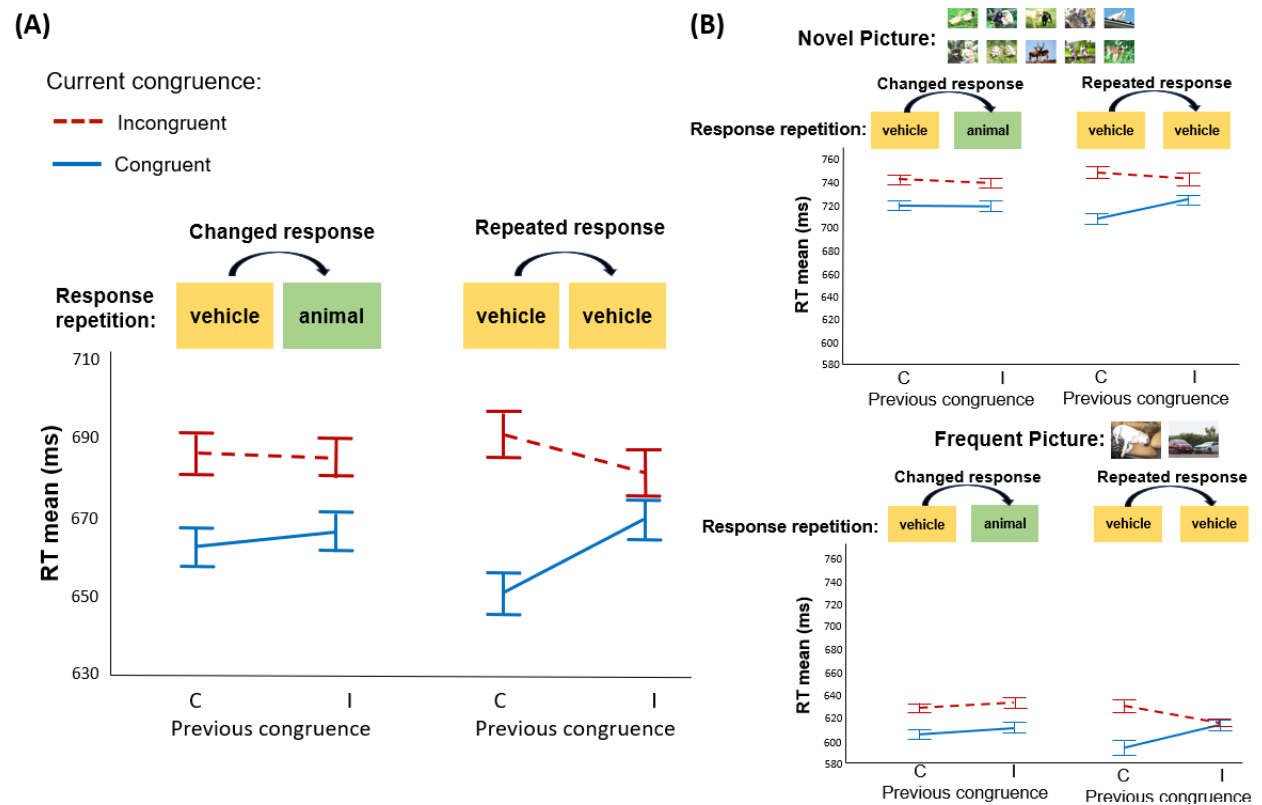 (A)
Current congruence:
Incongruent
Congruent
Changed response
Repeated response
Response
repetition:
vehicle
animal
vehicle
vehicle
RT mean (ms)
710
690
670
650
630
C
I
C
I
Previous congruence
Previous congruence
(B)
Novel Picture:
Changed response
Repeated response
Response repetition:
vehicle
animal
vehicle
vehicle
RT mean (ms)
760
740
720
700
680
660
640
620
600
580
C
I
C
I
Previous congruence
Previous congruence
Frequent Picture:
Changed response
Repeated response
Response repetition:
vehicle
animal
vehicle
vehicle
RT mean (ms)
760
740
720
700
680
660
640
620
600
580
C
I
C
I
Previous congruence
Previous congruence